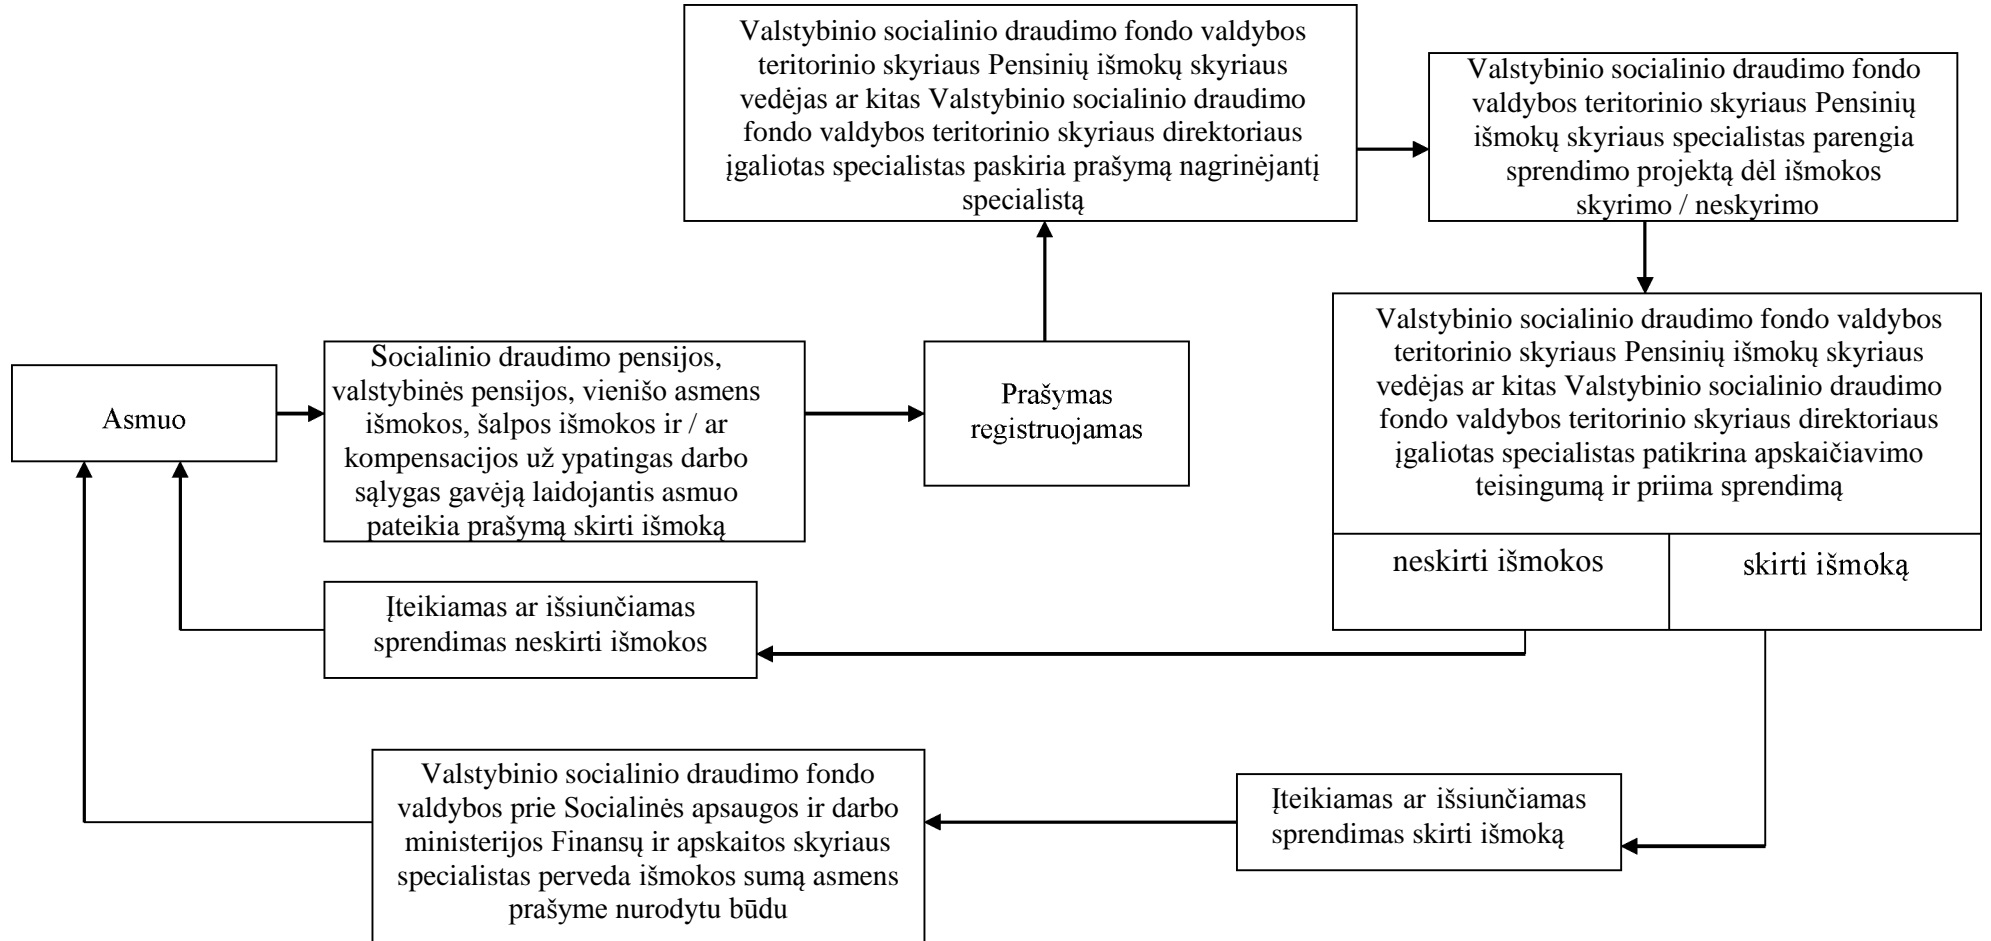 Valstybinio socialinio draudimo fondo valdybos
teritorinio skyriaus Pensinių išmokų skyriaus
vedėjas ar kitas Valstybinio socialinio draudimo
fondo valdybos teritorinio skyriaus direktoriaus
įgaliotas specialistas paskiria prašymą nagrinėjantį
specialistą
Valstybinio socialinio draudimo fondo
valdybos teritorinio skyriaus Pensinių
išmokų skyriaus specialistas parengia
sprendimo projektą dėl išmokos
skyrimo / neskyrimo
Asmuo
Socialinio draudimo pensijos,
valstybinės pensijos, vienišo asmens
išmokos, šalpos išmokos ir / ar
kompensacijos už ypatingas darbo
sąlygas gavėją laidojantis asmuo
pateikia prašymą skirti išmoką
Prašymas
registruojamas
Valstybinio socialinio draudimo fondo valdybos
teritorinio skyriaus Pensinių išmokų skyriaus
vedėjas ar kitas Valstybinio socialinio draudimo
fondo valdybos teritorinio skyriaus direktoriaus
įgaliotas specialistas patikrina apskaičiavimo
teisingumą ir priima sprendimą
neskirti išmokos
skirti išmoką
Įteikiamas ar išsiunčiamas
sprendimas neskirti išmokos
Valstybinio socialinio draudimo fondo
valdybos prie Socialinės apsaugos ir darbo
ministerijos Finansų ir apskaitos skyriaus
specialistas perveda išmokos sumą asmens
prašyme nurodytu būdu
Įteikiamas ar išsiunčiamas
sprendimas skirti išmoką